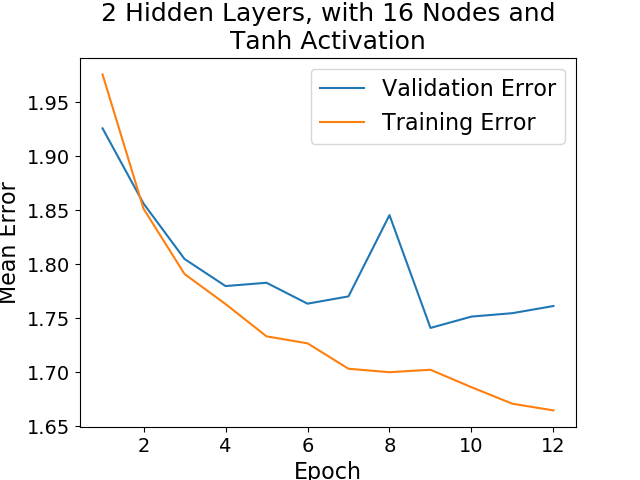 2 Hidden Layers, with 16 Nodes and
Tanh Activation
Validation Error
Training Error
Mean Error
1.95
1.90
1.85
1.80
1.75
1.70
1.65
2 4 6 8 10 12
Epoch